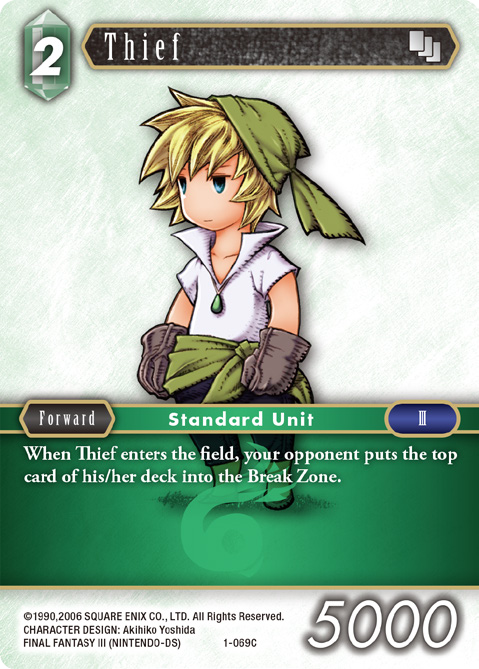 2
Thief
Forward
Standard Unit
III
When Thief enters the field, your opponent puts the top
card of his/her deck into the Break Zone.
©1990,2006 SQUARE ENIX CO., LTD. All Rights Reserved.
CHARACTER DESIGN: Akihiko Yoshida
FINAL FANTASY III (NINTENDO-DS)
1-069C
5000